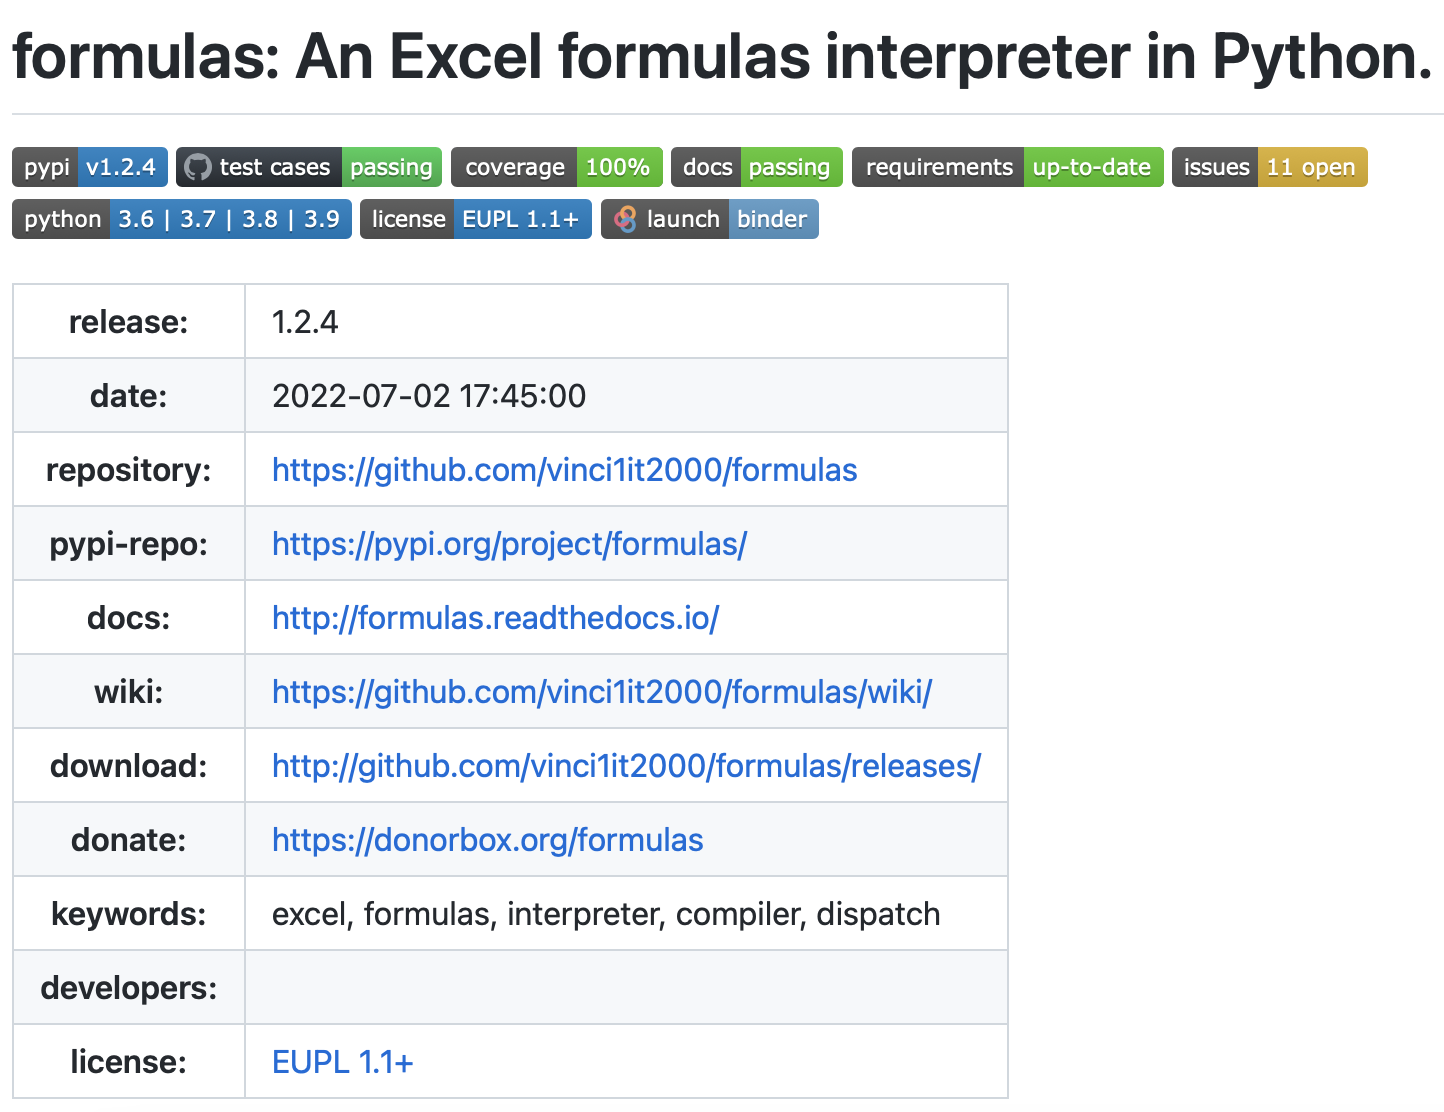 formulas: An Excel formulas interpreter in Python.
pypi v1.2.4 test cases passing coverage 100% docs passing requirements up-to-date issues 11 open
python 3.6 | 3.7 | 3.8 | 3.9 license EUPL 1.1+ launch binder
release: 1.2.4
date: 2022-07-02 17:45:00
repository: https://github.com/vinci1it2000/formulas
pypi-repo: https://pypi.org/project/formulas/
docs: http://formulas.readthedocs.io/
wiki: https://github.com/vinci1it2000/formulas/wiki/
download: http://github.com/vinci1it2000/formulas/releases/
donate: https://donorbox.org/formulas
keywords: excel, formulas, interpreter, compiler, dispatch
developers:
license: EUPL 1.1+